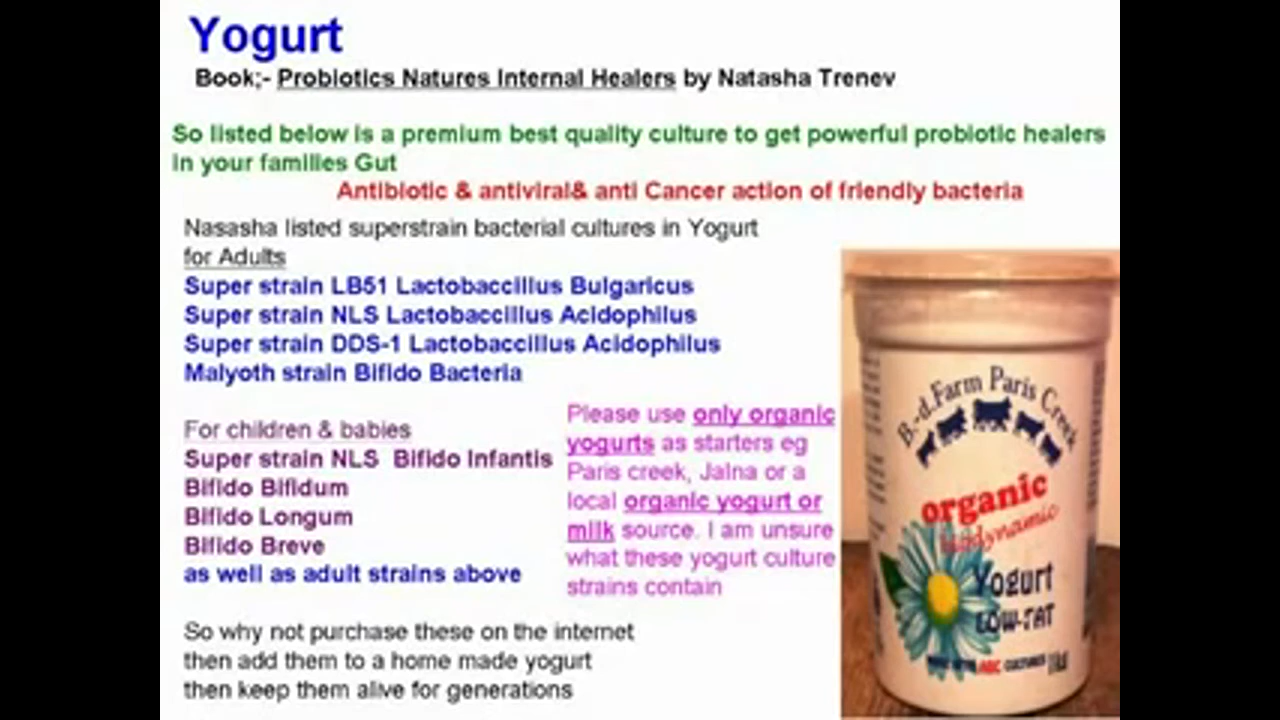 Yogurt
Book;- Probiotics Natures Internal Healers by Natasha Trenev
So listed below is a premium best quality culture to get powerful probiotic healers
in your families Gut
Antibiotic & antiviral& anti Cancer action of friendly bacteria
Nasasha listed superstrain bacterial cultures in Yogurt
for Adults
Super strain LB51 Lactobaccillus Bulgaricus
Super strain NLS Lactobaccillus Acidophilus
Super strain DDS-1 Lactobaccillus Acidophilus
Malyoth strain Bifido Bacteria
For children & babies
Super strain NLS Bifido Infantis
Bifido Bifidum
Bifido Longum
Bifido Breve
as well as adult strains above
Please use only organic
yogurts as starters eg
Paris creek, Jalna or a
local organic yogurt or
milk source. I am unsure
what these yogurt culture
strains contain
So why not purchase these on the internet
then add them to a home made yogurt
then keep them alive for generations
B.-d.Farm Paris Creek
organic
biodynamic
Yogurt
LOW-FAT
ABC CULTURES